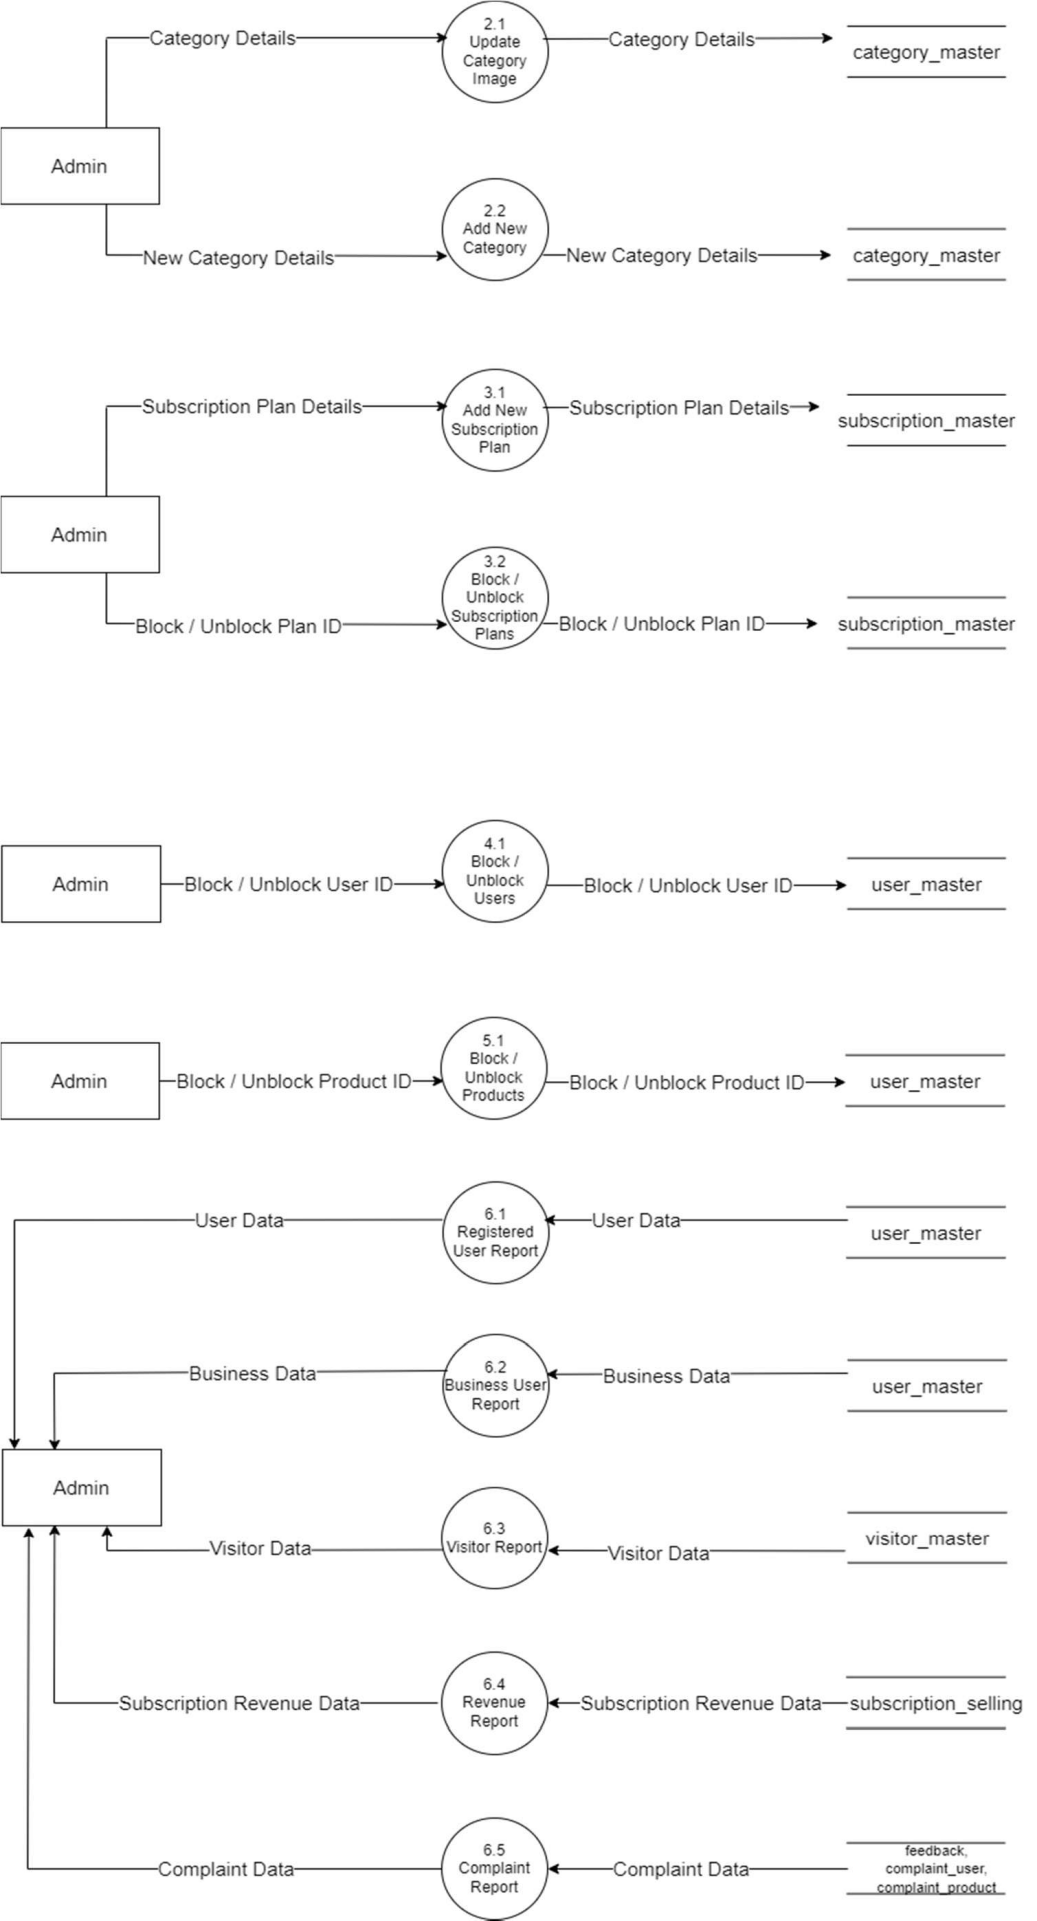 Category Details
2.1
Update
Category
Image
Category Details
category_master
Admin
2.2
Add New
Category
New Category Details
New Category Details
category_master
Subscription Plan Details
3.1
Add New
Subscription
Plan
Subscription Plan Details
subscription_master
Admin
3.2
Block /
Unblock
Subscription
Plans
Block / Unblock Plan ID
Block / Unblock Plan ID
subscription_master
Admin
Block / Unblock User ID
4.1
Block /
Unblock
Users
Block / Unblock User ID
user_master
Admin
Block / Unblock Product ID
5.1
Block /
Unblock
Products
Block / Unblock Product ID
user_master
User Data
6.1
Registered
User Report
User Data
user_master
Business Data
6.2
Business User
Report
Business Data
user_master
Admin
Visitor Data
6.3
Visitor Report
Visitor Data
visitor_master
Subscription Revenue Data
6.4
Revenue
Report
Subscription Revenue Data
subscription_selling
Complaint Data
6.5
Complaint
Report
Complaint Data
feedback,
complaint_user,
complaint_product